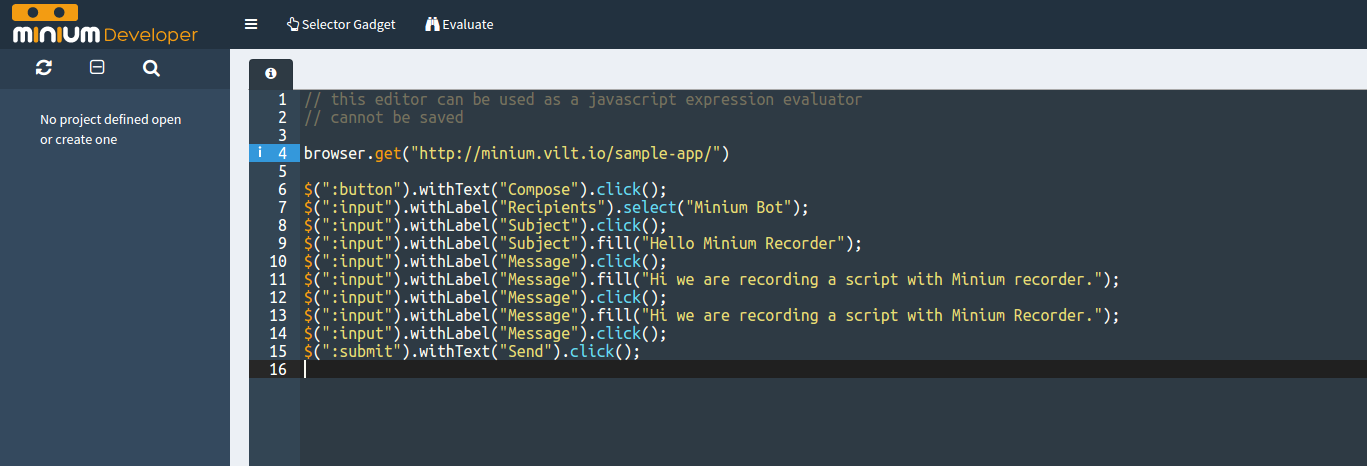 minium Developer
Selector Gadget
Evaluate
No project defined open
or create one
i
1 // this editor can be used as a javascript expression evaluator
2 // cannot be saved
3
i 4 browser.get("http://minium.vilt.io/sample-app/")
5
6 $(":button").withText("Compose").click();
7 $(":input").withLabel("Recipients").select("Minium Bot");
8 $(":input").withLabel("Subject").click();
9 $(":input").withLabel("Subject").fill("Hello Minium Recorder");
10 $(":input").withLabel("Message").click();
11 $(":input").withLabel("Message").fill("Hi we are recording a script with Minium recorder.");
12 $(":input").withLabel("Message").click();
13 $(":input").withLabel("Message").fill("Hi we are recording a script with Minium Recorder.");
14 $(":input").withLabel("Message").click();
15 $(":submit").withText("Send").click();
16